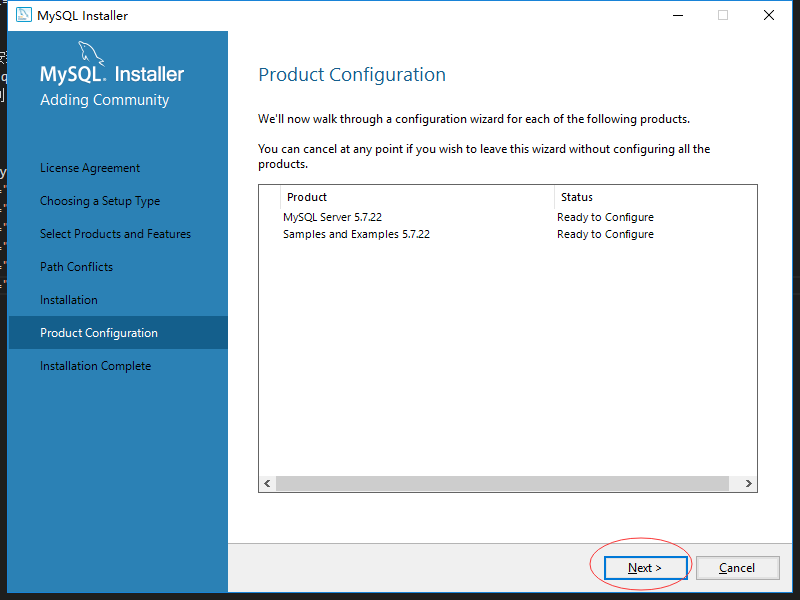 MySQL Installer
MySQL. Installer
Adding Community
License Agreement
Choosing a Setup Type
Select Products and Features
Path Conflicts
Installation
Product Configuration
Installation Complete
Product Configuration
We'll now walk through a configuration wizard for each of the following products.
You can cancel at any point if you wish to leave this wizard without configuring all the
products.
Product Status
MySQL Server 5.7.22 Ready to Configure
Samples and Examples 5.7.22 Ready to Configure
Next > Cancel